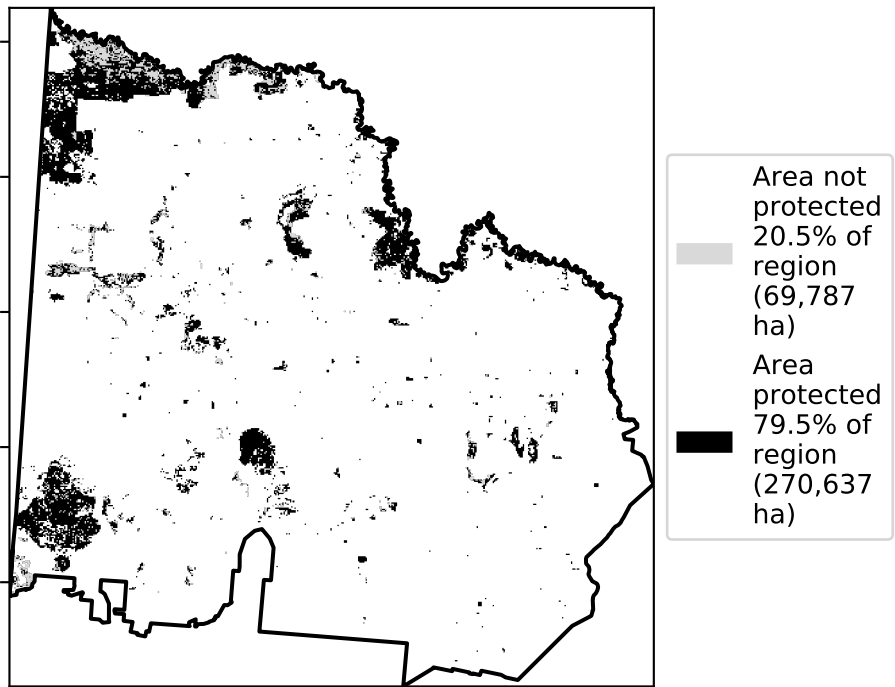 Area not
protected
20.5% of
region
(69,787
ha)
Area
protected
79.5% of
region
(270,637
ha)